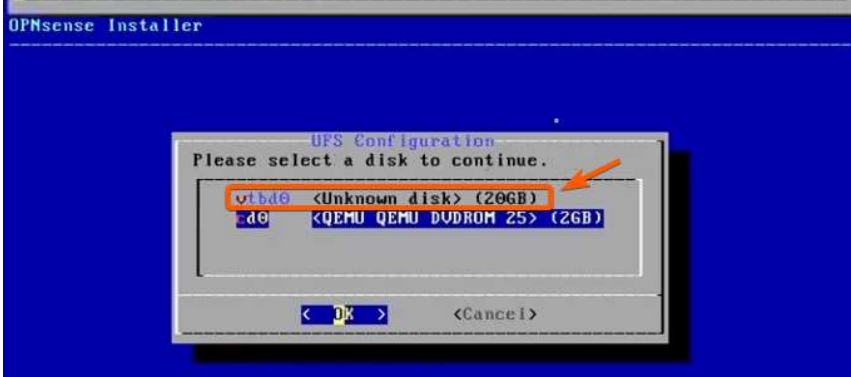 OPNsense Installer
UFS Configuration
Please select a disk to continue.
vtbd0 <Unknown disk> (20GB)
cd0 <QEMU QEMU DVDROM 25> (2GB)
< OK > <Cancel>